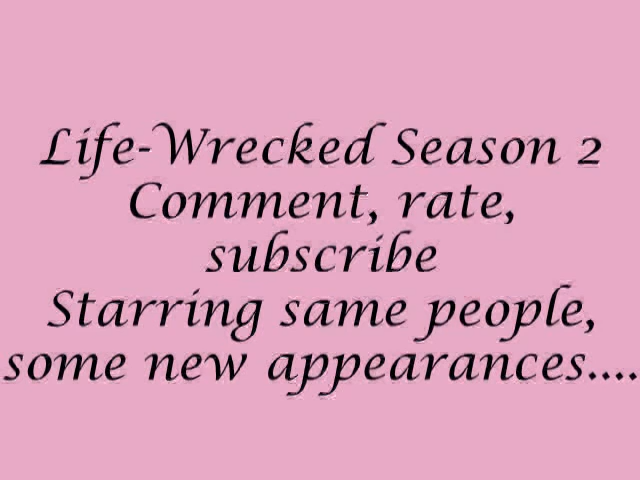 Life-Wrecked Season 2
Comment, rate,
subscribe
Starring same people,
some new appearances....